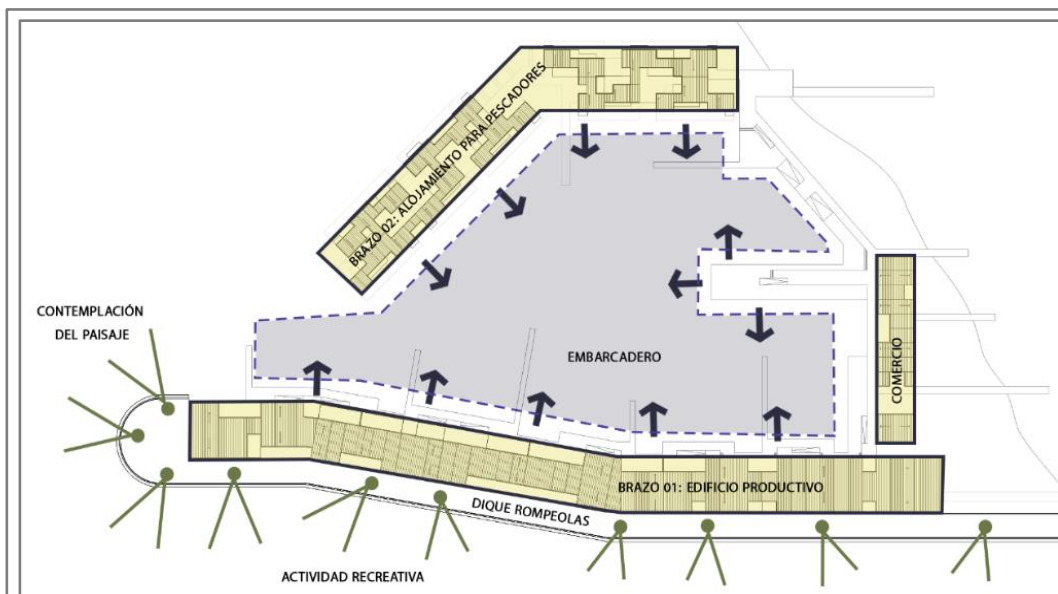 BRAZO 02: ALOJAMIENTO PARA PESCADORES
CONTEMPLACIÓN
DEL PAISAJE
EMBARCADERO
COMERCIO
BRAZO 01: EDIFICIO PRODUCTIVO
DIQUE ROMPEOLAS
ACTIVIDAD RECREATIVA